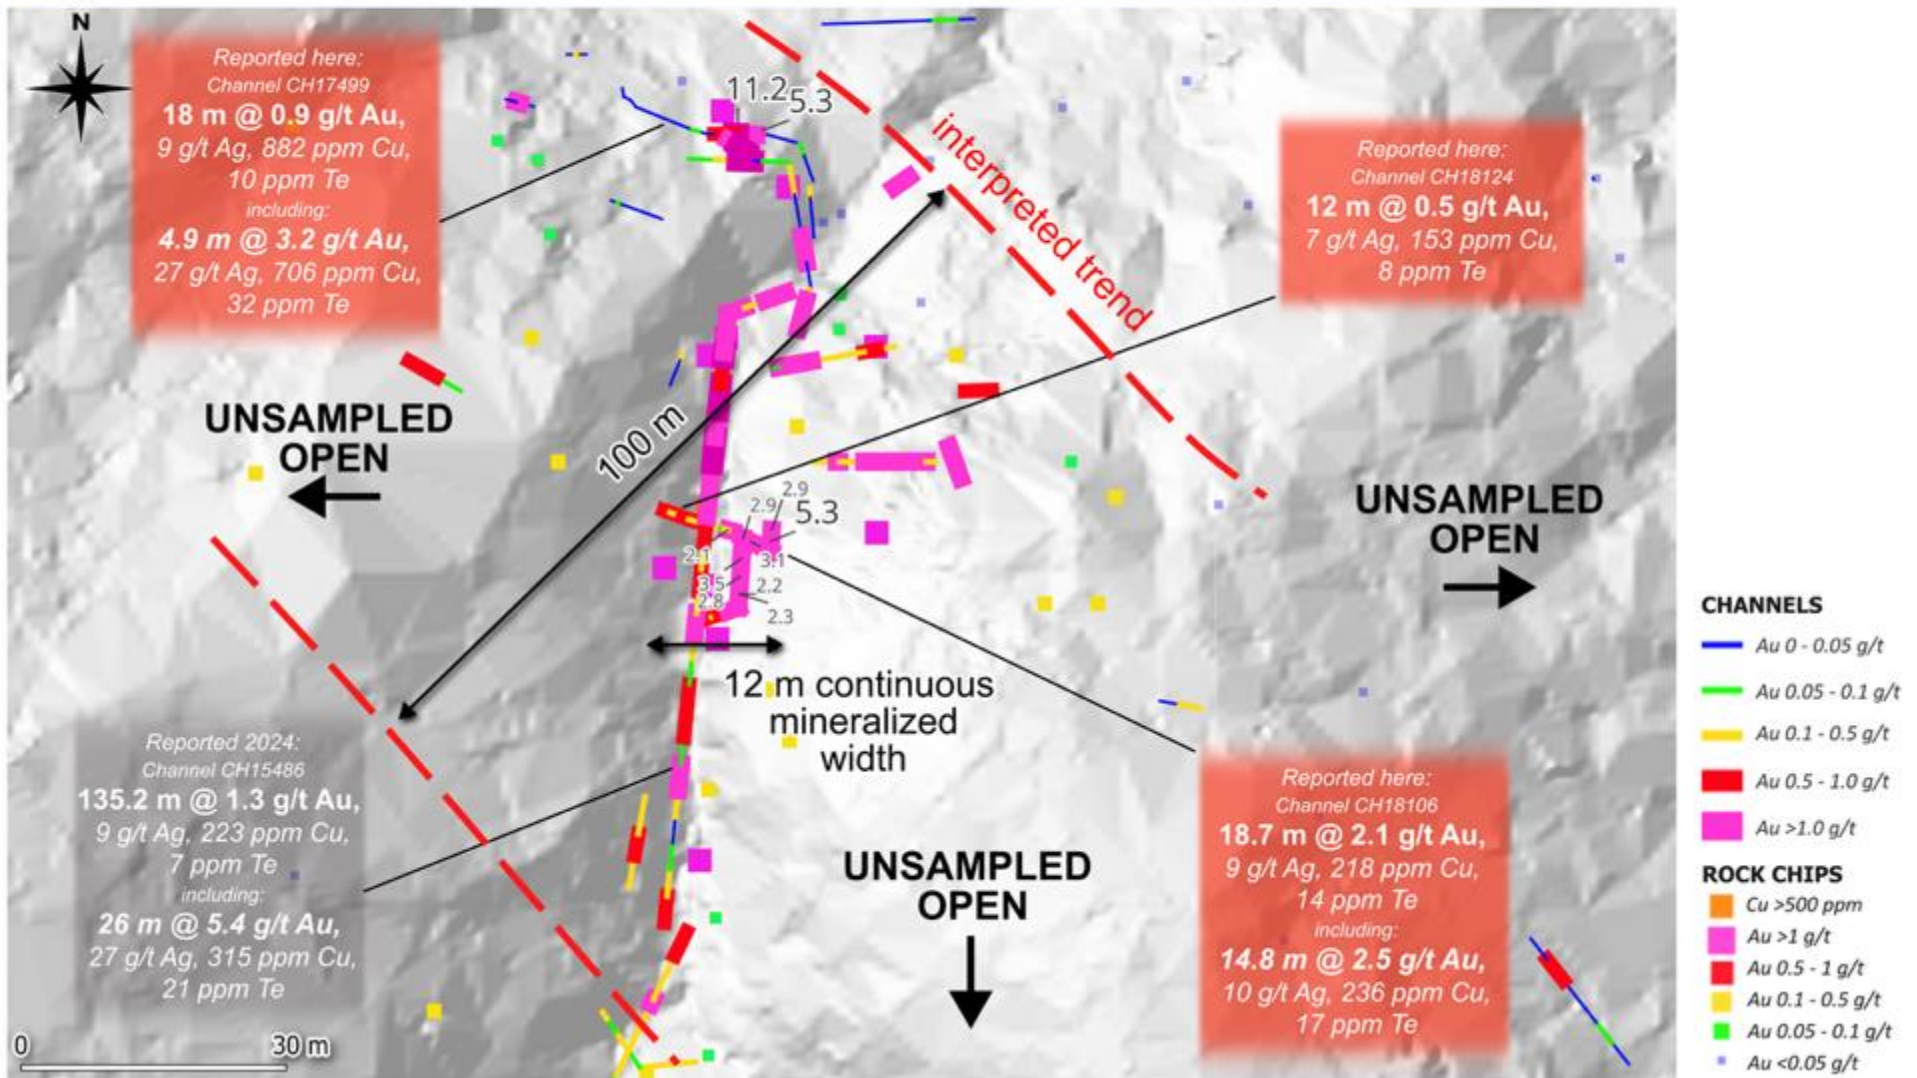 N
Reported here:
Channel CH17499
18 m @ 0.9 g/t Au,
9 g/t Ag, 882 ppm Cu,
10 ppm Te
including:
4.9 m @ 3.2 g/t Au,
27 g/t Ag, 706 ppm Cu,
32 ppm Te
11.2
5.3
interpreted trend
Reported here:
Channel CH18124
12 m @ 0.5 g/t Au,
7 g/t Ag, 153 ppm Cu,
8 ppm Te
UNSAMPLED
OPEN
100 m
2.9
2.9
5.3
2.1
3.1
3.5
2.2
2.8
2.3
UNSAMPLED
OPEN
12 m continuous
mineralized
width
Reported 2024:
Channel CH15486
135.2 m @ 1.3 g/t Au,
9 g/t Ag, 223 ppm Cu,
7 ppm Te
including:
26 m @ 5.4 g/t Au,
27 g/t Ag, 315 ppm Cu,
21 ppm Te
UNSAMPLED
OPEN
Reported here:
Channel CH18106
18.7 m @ 2.1 g/t Au,
9 g/t Ag, 218 ppm Cu,
14 ppm Te
including:
14.8 m @ 2.5 g/t Au,
10 g/t Ag, 236 ppm Cu,
17 ppm Te
0 30 m
CHANNELS
Au 0 - 0.05 g/t
Au 0.05 - 0.1 g/t
Au 0.1 - 0.5 g/t
Au 0.5 - 1.0 g/t
Au >1.0 g/t
ROCK CHIPS
Cu >500 ppm
Au >1 g/t
Au 0.5 - 1 g/t
Au 0.1 - 0.5 g/t
Au 0.05 - 0.1 g/t
Au <0.05 g/t